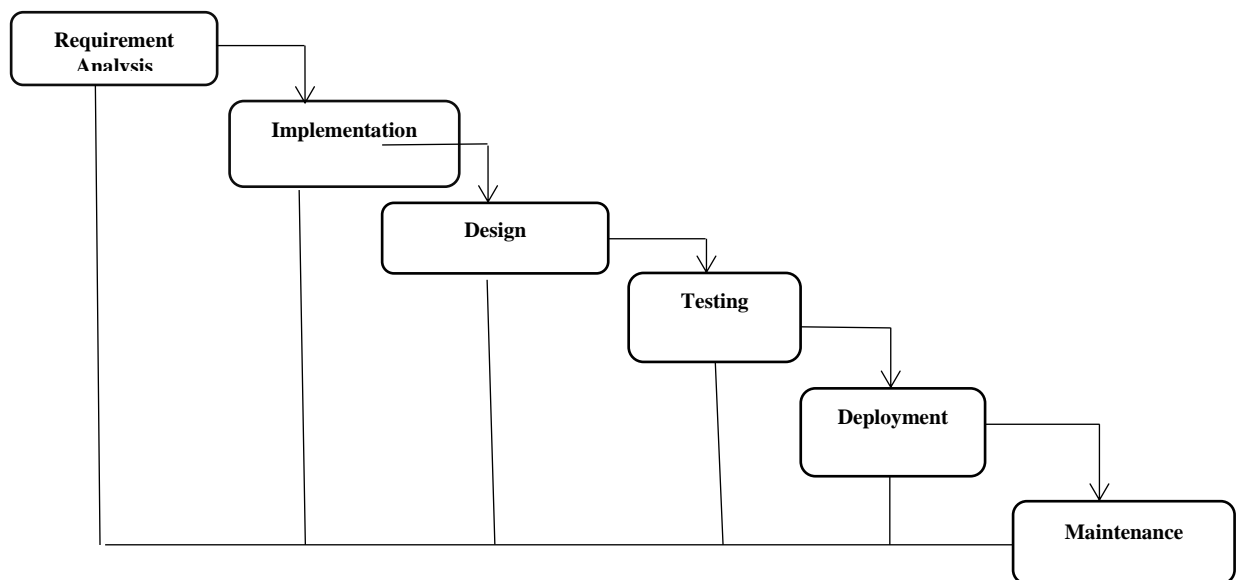 Requirement
Analysis
Implementation
Design
Testing
Deployment
Maintenance